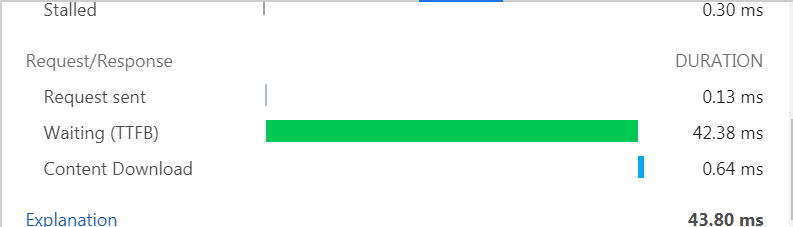 Stalled 0.30 ms
Request/Response DURATION
Request sent 0.13 ms
Waiting (TTFB) 42.38 ms
Content Download 0.64 ms
Explanation 43.80 ms